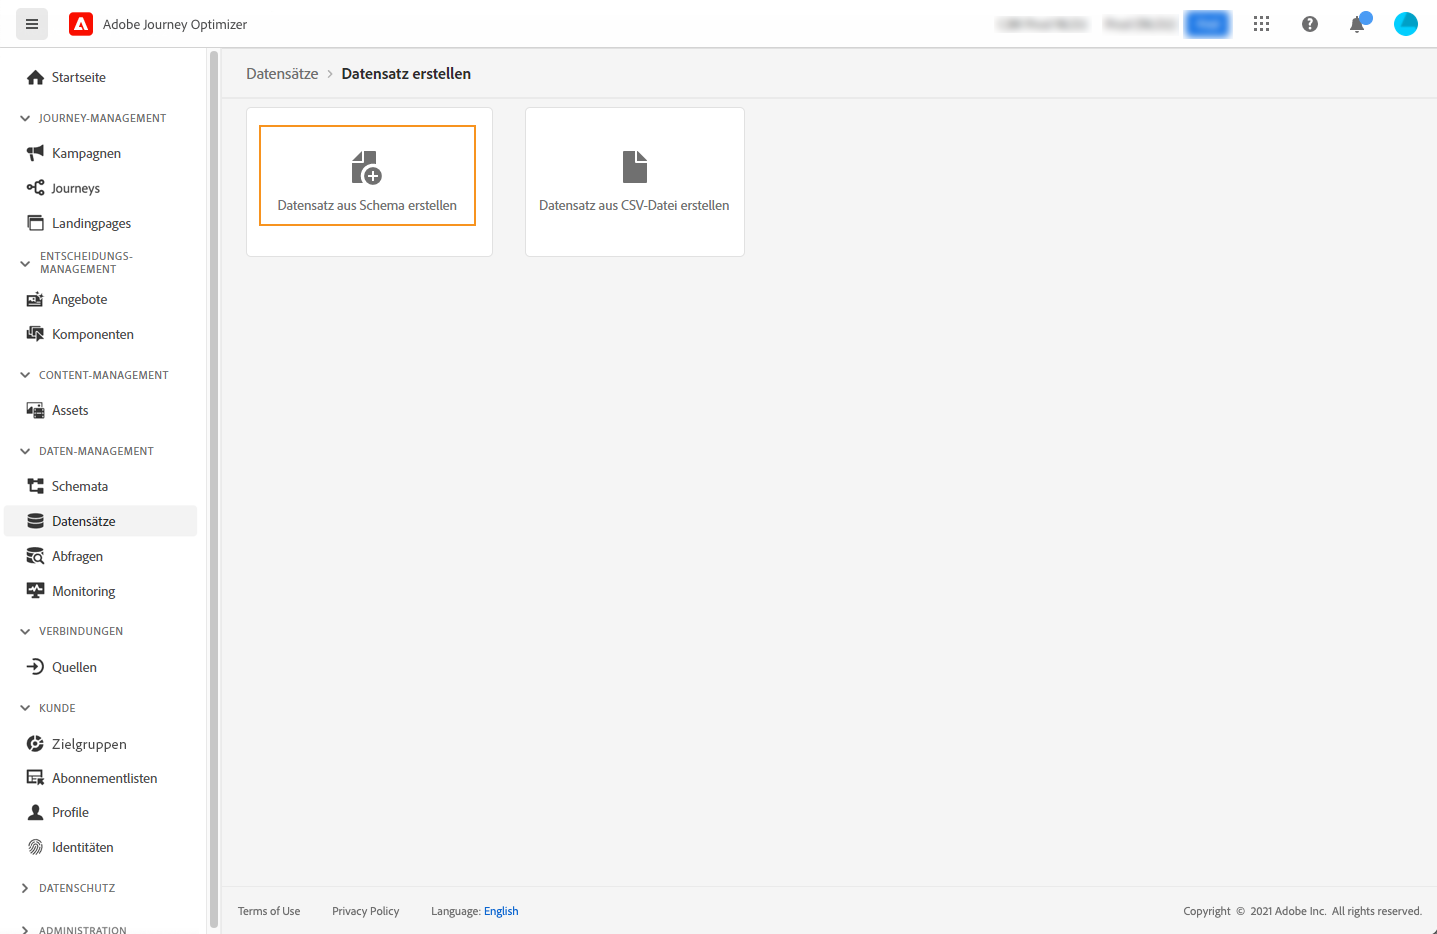 Adobe Journey Optimizer
Startseite
JOURNEY-MANAGEMENT
Kampagnen
Journeys
Landingpages
ENTSCHEIDUNGS-
MANAGEMENT
Angebote
Komponenten
CONTENT-MANAGEMENT
Assets
DATEN-MANAGEMENT
Schemata
Datensätze
Abfragen
Monitoring
VERBINDUNGEN
Quellen
KUNDE
Zielgruppen
Abonnementlisten
Profile
Identitäten
DATENSCHUTZ
ADMINISTRATION
Datensätze > Datensatz erstellen
Datensatz aus Schema erstellen
Datensatz aus CSV-Datei erstellen
Terms of Use Privacy Policy Language: English
Copyright © 2021 Adobe Inc. All rights reserved.